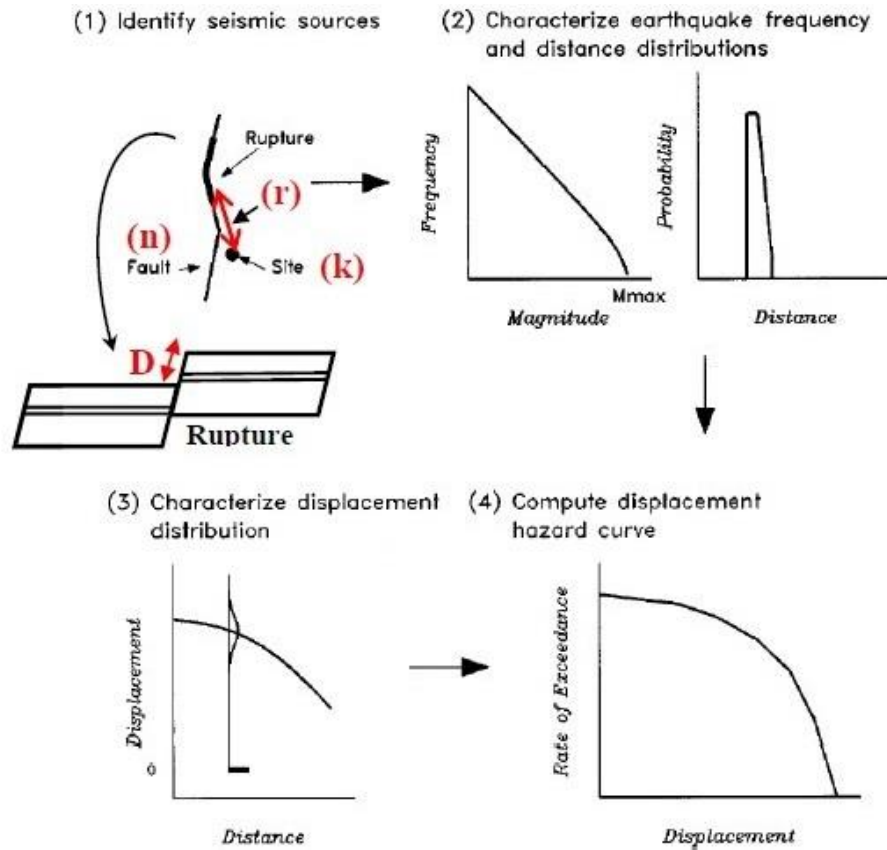 (1) Identify seismic sources
(2) Characterize earthquake frequency
and distance distributions
Rupture
(r)
(n)
Fault
Site
(k)
D
Rupture
Frequency
Mmax
Magnitude
Probability
Distance
(3) Characterize displacement
distribution
Displacement
0
Distance
(4) Compute displacement
hazard curve
Rate of Exceedance
Displacement